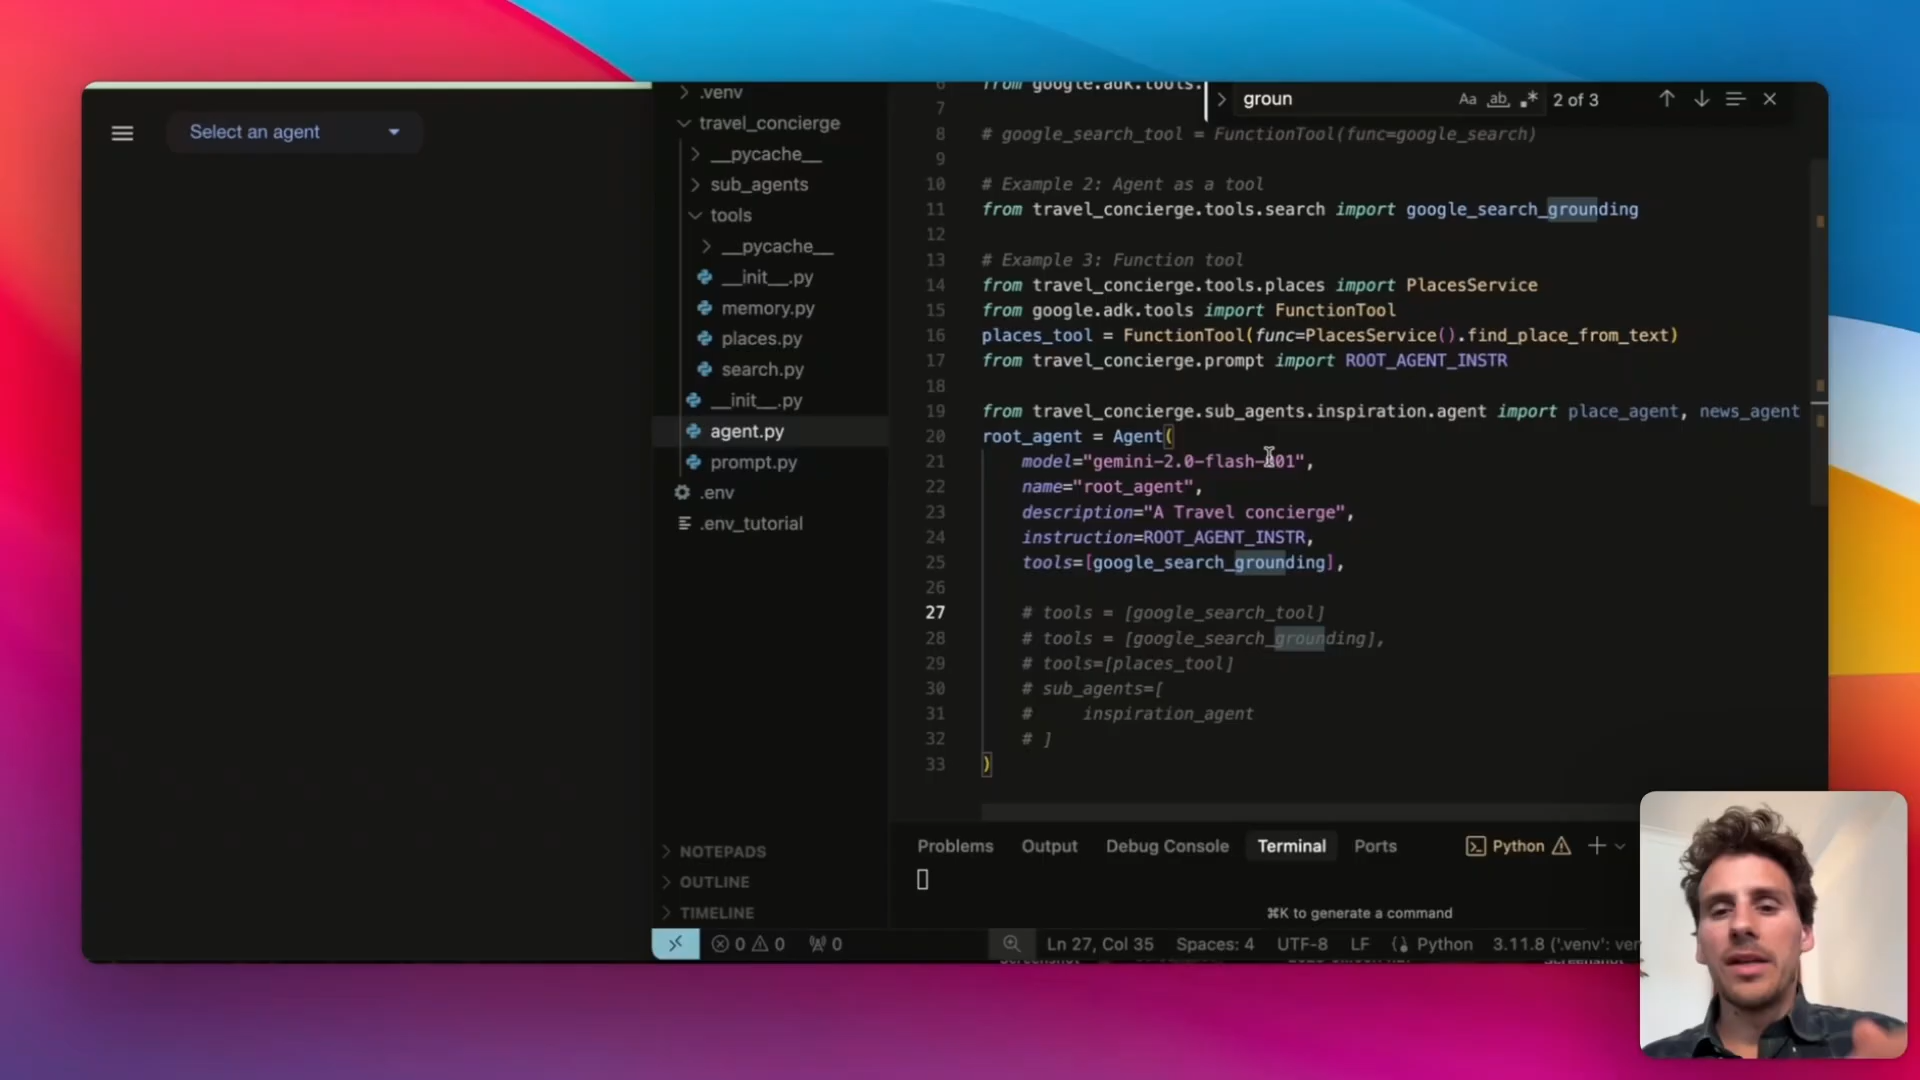 Select an agent
.venv
travel_concierge
__pycache__
sub_agents
tools
__pycache__
__init__.py
memory.py
places.py
search.py
__init__.py
agent.py
prompt.py
.env
.env_tutorial
NOTEPADS
OUTLINE
TIMELINE
groun
Aa ab .* 2 of 3
6 from google.adk.tools.
7
8 # google_search_tool = FunctionTool(func=google_search)
9
10 # Example 2: Agent as a tool
11 from travel_concierge.tools.search import google_search_grounding
12
13 # Example 3: Function tool
14 from travel_concierge.tools.places import PlacesService
15 from google.adk.tools import FunctionTool
16 places_tool = FunctionTool(func=PlacesService().find_place_from_text)
17 from travel_concierge.prompt import ROOT_AGENT_INSTR
18
19 from travel_concierge.sub_agents.inspiration.agent import place_agent, news_agent
20 root_agent = Agent(
21 model="gemini-2.0-flash-001",
22 name="root_agent",
23 description="A Travel concierge",
24 instruction=ROOT_AGENT_INSTR,
25 tools=[google_search_grounding],
26
27 # tools = [google_search_tool]
28 # tools = [google_search_grounding],
29 # tools=[places_tool]
30 # sub_agents=[
31 # inspiration_agent
32 # ]
33 )
Problems Output Debug Console Terminal Ports Python
⌘K to generate a command
0 0 0 Ln 27, Col 35 Spaces: 4 UTF-8 LF Python 3.11.8 ('.venv': ver